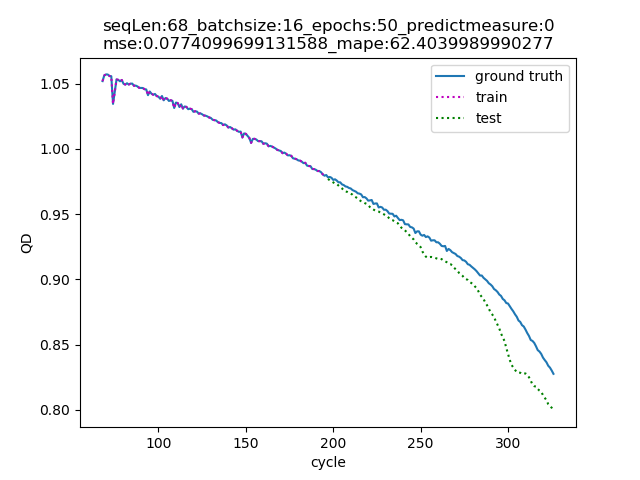 seqLen:68_batchsize:16_epochs:50_predictmeasure:0
mse:0.0774099699131588_mape:62.4039989990277
ground truth
train
test
1.05
1.00
0.95
0.90
0.85
0.80
QD
100 150 200 250 300
cycle